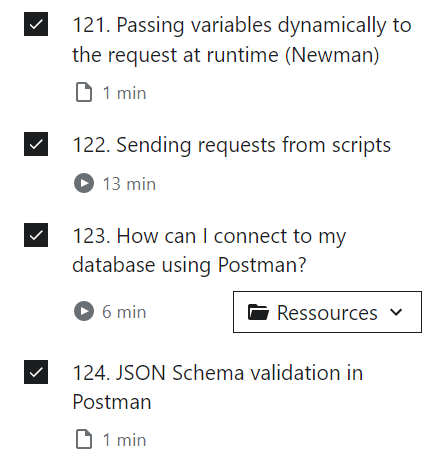 121. Passing variables dynamically to
the request at runtime (Newman)
1 min
122. Sending requests from scripts
13 min
123. How can I connect to my
database using Postman?
6 min
Ressources
124. JSON Schema validation in
Postman
1 min